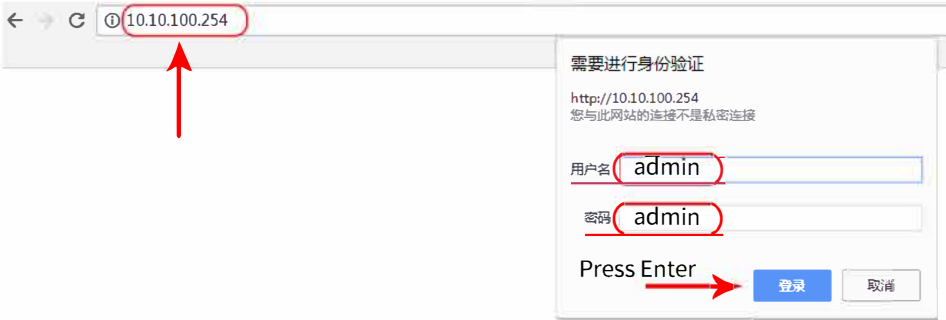 10.10.100.254
需要进行身份验证
http://10.10.100.254
您与此网站的连接不是私密连接
用户名 admin
密码 admin
Press Enter
登录 取消